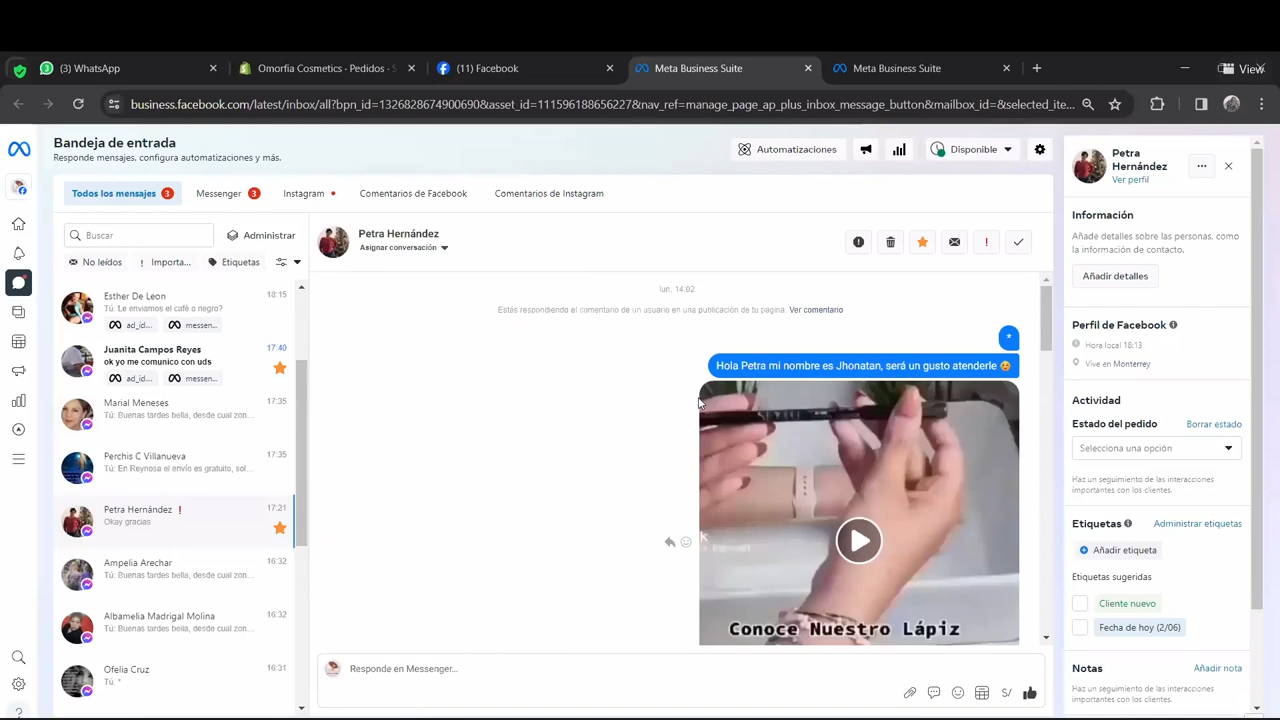 (3) WhatsApp
Omorfia Cosmetics · Pedidos · S
(11) Facebook
Meta Business Suite
Meta Business Suite
View
business.facebook.com/latest/inbox/all?bpn_id=1326828674900690&asset_id=111596188656227&nav_ref=manage_page_ap_plus_inbox_message_button&mailbox_id=&selected_ite...
Bandeja de entrada
Responde mensajes, configura automatizaciones y más.
Automatizaciones
Disponible
Todos los mensajes 3
Messenger 3
Instagram
Comentarios de Facebook
Comentarios de Instagram
Buscar
Administrar
No leídos
! Importa...
Etiquetas
Esther De Leon
18:15
Tú: Le enviamos el café o negro?
ad_id...
messen...
Juanita Campos Reyes
17:40
ok yo me comunico con uds
ad_id...
messen...
Marial Meneses
17:35
Tú: Buenas tardes bella, desde cual zon...
Perchis C Villanueva
17:35
Tú: En Reynosa el envío es gratuito, sol...
Petra Hernández !
17:21
Okay gracias
Ampelia Arechar
16:32
Tú: Buenas tardes bella, desde cual zon...
Albamelia Madrigal Molina
16:32
Tú: Buenas tardes bella, desde cual zon...
Ofelia Cruz
16:31
Tú: *
Petra Hernández
Asignar conversación
lun, 14:02
Estás respondiendo el comentario de un usuario en una publicación de tu página. Ver comentario
*
Hola Petra mi nombre es Jhonatan, será un gusto atenderle ☺️
Conoce Nuestro Lápiz
Responde en Messenger...
S/
Petra
Hernández
Ver perfil
Información
Añade detalles sobre las personas, como
la información de contacto.
Añadir detalles
Perfil de Facebook
Hora local 18:13
Vive en Monterrey
Actividad
Estado del pedido
Borrar estado
Selecciona una opción
Haz un seguimiento de las interacciones
importantes con los clientes.
Etiquetas
Administrar etiquetas
Añadir etiqueta
Etiquetas sugeridas
Cliente nuevo
Fecha de hoy (2/06)
Notas
Añadir nota
Haz un seguimiento de las interacciones
importantes con los clientes.